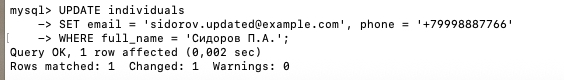 mysql> UPDATE individuals
    -> SET email = 'sidorov.updated@example.com', phone = '+79998887766'
[    -> WHERE full_name = 'Сидоров П.А.';
Query OK, 1 row affected (0,002 sec)
Rows matched: 1  Changed: 1  Warnings: 0